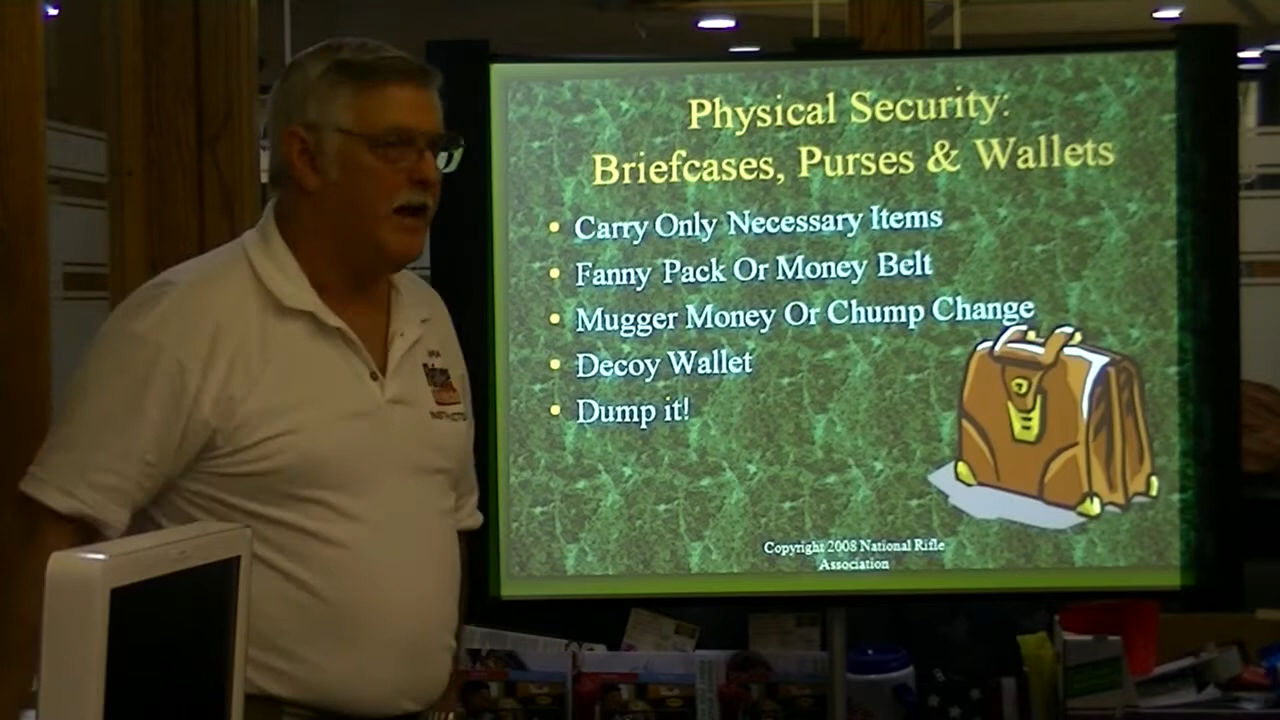 Physical Security:
Briefcases, Purses & Wallets
• Carry Only Necessary Items
• Fanny Pack Or Money Belt
• Mugger Money Or Chump Change
• Decoy Wallet
• Dump it!
Copyright 2008 National Rifle
Association